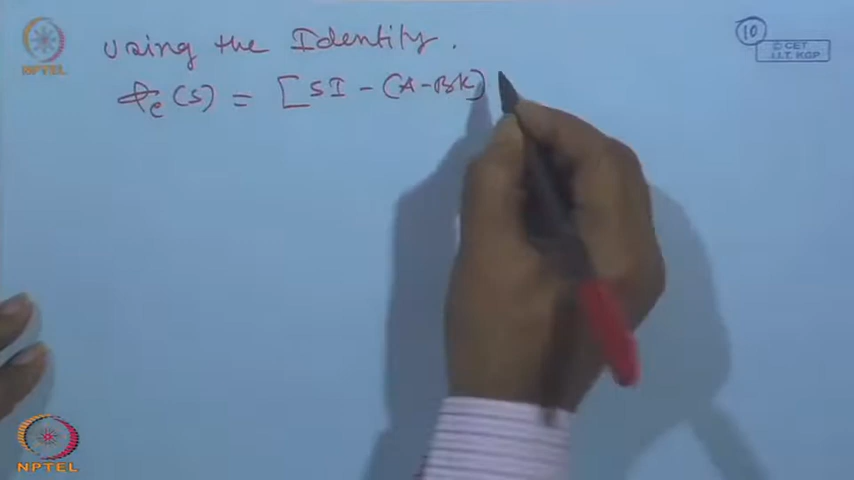 using the Identity.
Φc(s) = [SI - (A-BK)
10
© CET
I.I.T. KGP
NPTEL
NPTEL